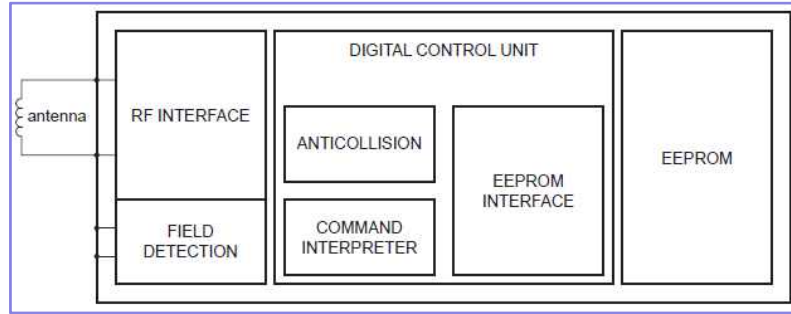 DIGITAL CONTROL UNIT
antenna
RF INTERFACE
ANTICOLLISION
EEPROM
INTERFACE
EEPROM
FIELD
DETECTION
COMMAND
INTERPRETER